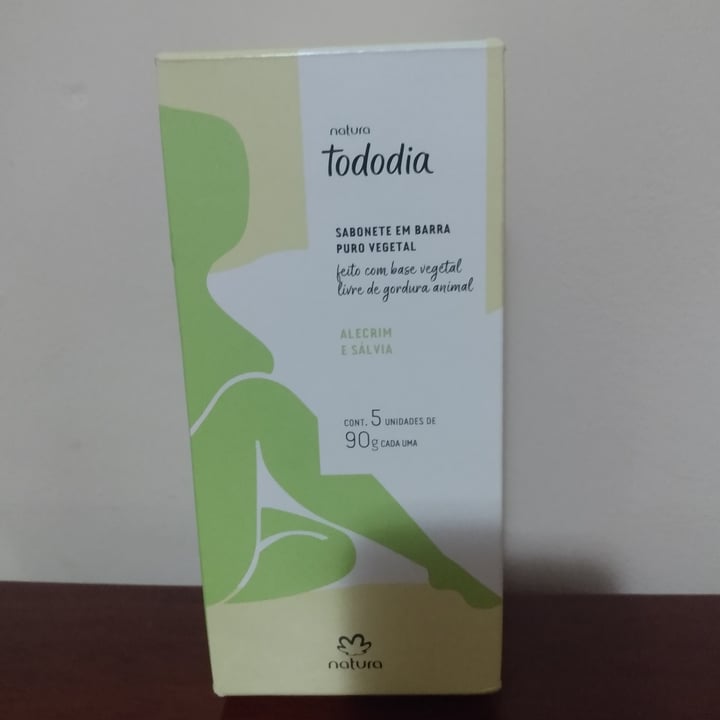 natura
Tododia
SABONETE EM BARRA
PURO VEGETAL
feito com base vegetal
livre de gordura animal
ALECRIM
E SÁLVIA
CONT. 5 UNIDADES DE
90g CADA UMA
natura